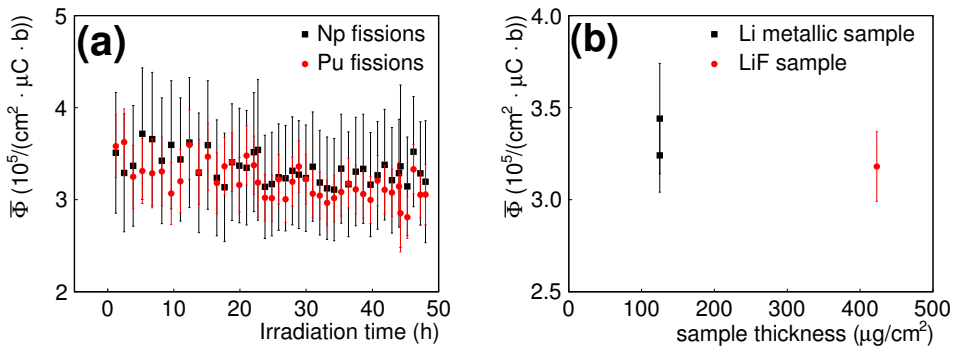 (a)
Np fissions
Pu fissions
Φ̅ (10⁵/(cm² · μC · b))
5
4
3
2
0 10 20 30 40 50
Irradiation time (h)
(b)
Li metallic sample
LiF sample
Φ̅ (10⁵/(cm² · μC · b))
4.0
3.5
3.0
2.5
0 100 200 300 400 500
sample thickness (μg/cm²)